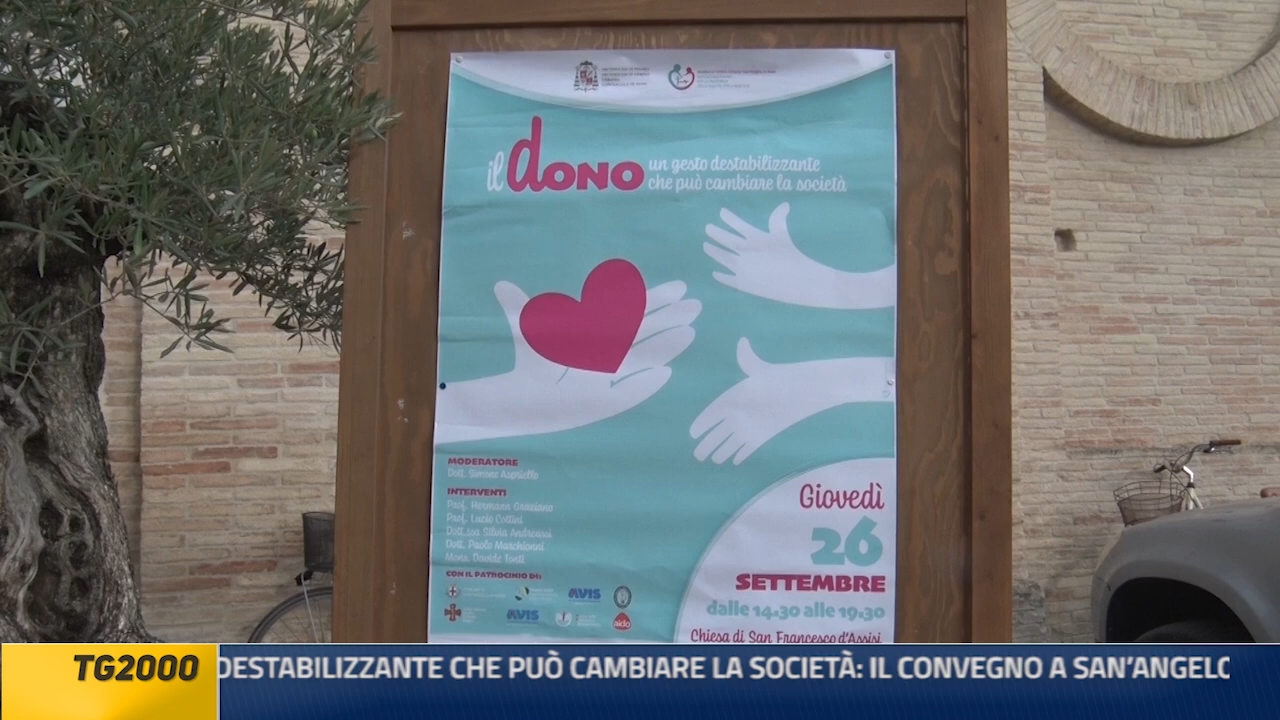 il dono
un gesto destabilizzante
che può cambiare la società
MODERATORE
Dott. Simone Aspriello
INTERVENTI
Prof. Hermann Graziano
Prof. Lucio Cottini
Dott.ssa Silvia Andreassi
Dott. Paolo Marchionni
Mons. Davide Tonti
CON IL PATROCINIO DI:
AVIS
AVIS
aido
Giovedì
26
SETTEMBRE
dalle 14.30 alle 19.30
Chiesa di San Francesco d'Assisi
TG2000
DESTABILIZZANTE CHE PUÒ CAMBIARE LA SOCIETÀ: IL CONVEGNO A SAN'ANGELO